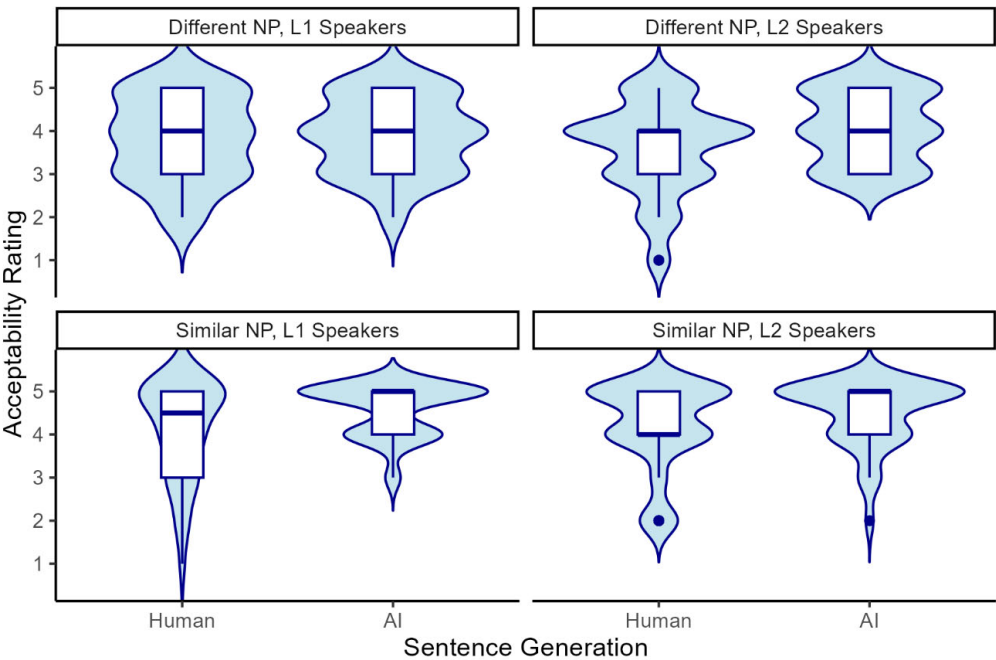 Different NP, L1 Speakers
Different NP, L2 Speakers
5
4
3
2
1
Similar NP, L1 Speakers
Similar NP, L2 Speakers
5
4
3
2
1
Acceptability Rating
Human
AI
Human
AI
Sentence Generation